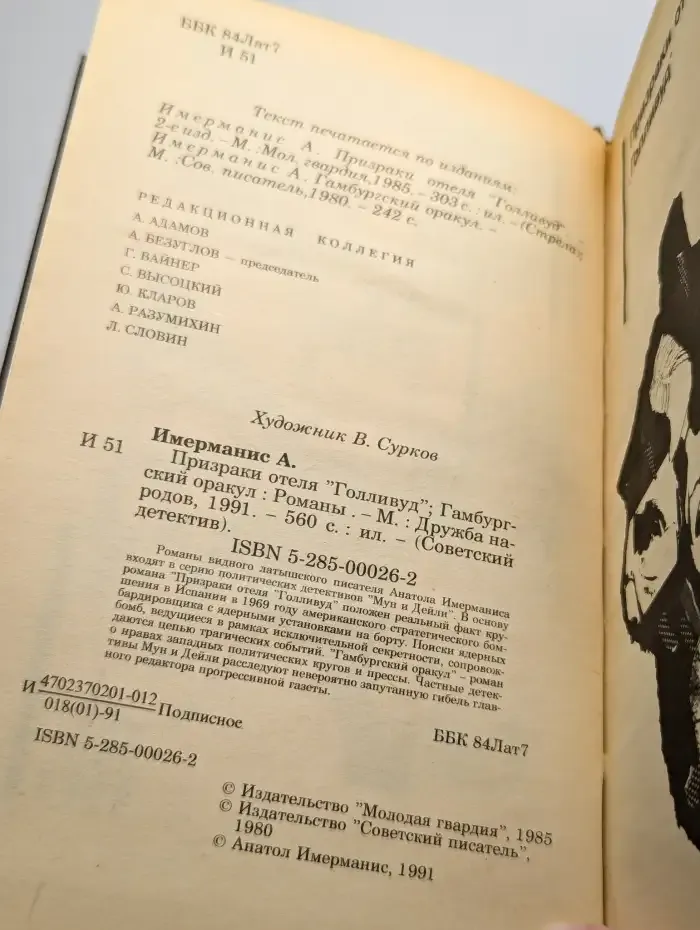 ББК 84Лат7
И 51
Текст печатается по изданиям:
Имерманис А. Призраки отеля "Голливуд". –
2-е изд. – М. :Мол. гвардия,1985. – 303 с. : ил. – (Стрела);
Имерманис А. Гамбургский оракул. –
М. :Сов. писатель,1980. – 242 с.
РЕДАКЦИОННАЯ КОЛЛЕГИЯ
А. АДАМОВ
А. БЕЗУГЛОВ – председатель
Г. ВАЙНЕР
С. ВЫСОЦКИЙ
Ю. КЛАРОВ
А. РАЗУМИХИН
Л. СЛОВИН
Художник В. Сурков
Имерманис А.
И 51 Призраки отеля "Голливуд"; Гамбург-
ский оракул : Романы . – М. : Дружба на-
родов, 1991. – 560 с. : ил. – (Советский
детектив).
ISBN 5-285-00026-2
Романы видного латышского писателя Анатола Имерманиса
входят в серию политических детективов "Мун и Дейли". В основу
романа "Призраки отеля "Голливуд" положен реальный факт кру-
шения в Испании в 1969 году американского стратегического бом-
бардировщика с ядерными установками на борту. Поиски ядерных
бомб, ведущиеся в рамках исключительной секретности, сопровож-
даются цепью трагических событий. "Гамбургский оракул" – роман
о нравах западных политических кругов и прессы. Частные детек-
тивы Мун и Дейли расследуют невероятно запутанную гибель глав-
ного редактора прогрессивной газеты.
И 4702370201-012
018(01)-91 Подписное
ББК 84Лат7
ISBN 5-285-00026-2
© Издательство "Молодая гвардия", 1985
© Издательство "Советский писатель",
1980
© Анатол Имерманис, 1991